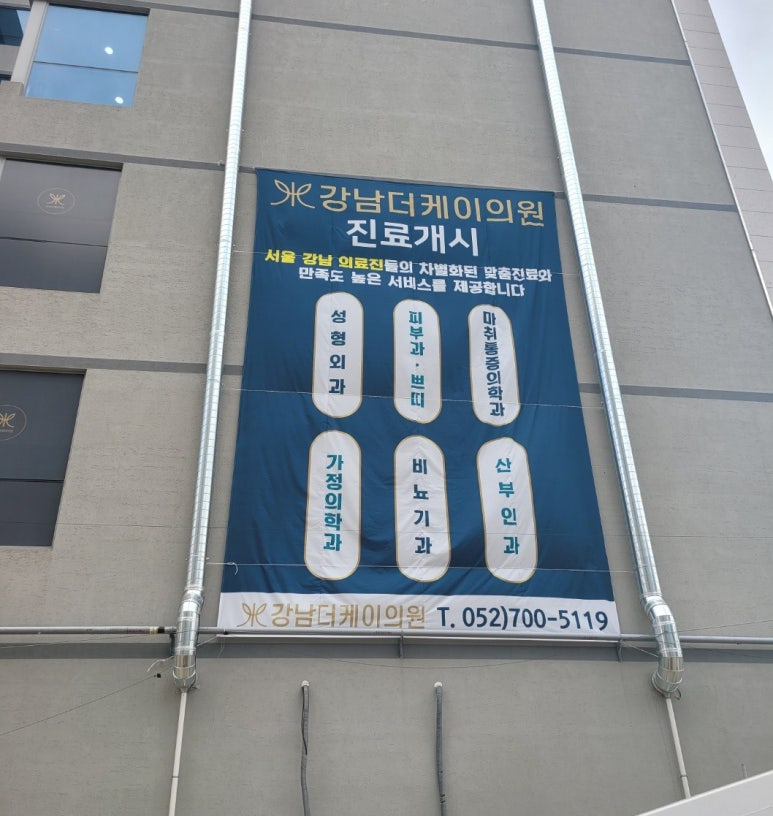 강남더케이의원
진료개시
서울 강남 의료진들의 차별화된 맞춤진료와
만족도 높은 서비스를 제공합니다
성형외과
피부과·쁘띠
마취통증의학과
가정의학과
비뇨기과
산부인과
강남더케이의원 T. 052)700-5119